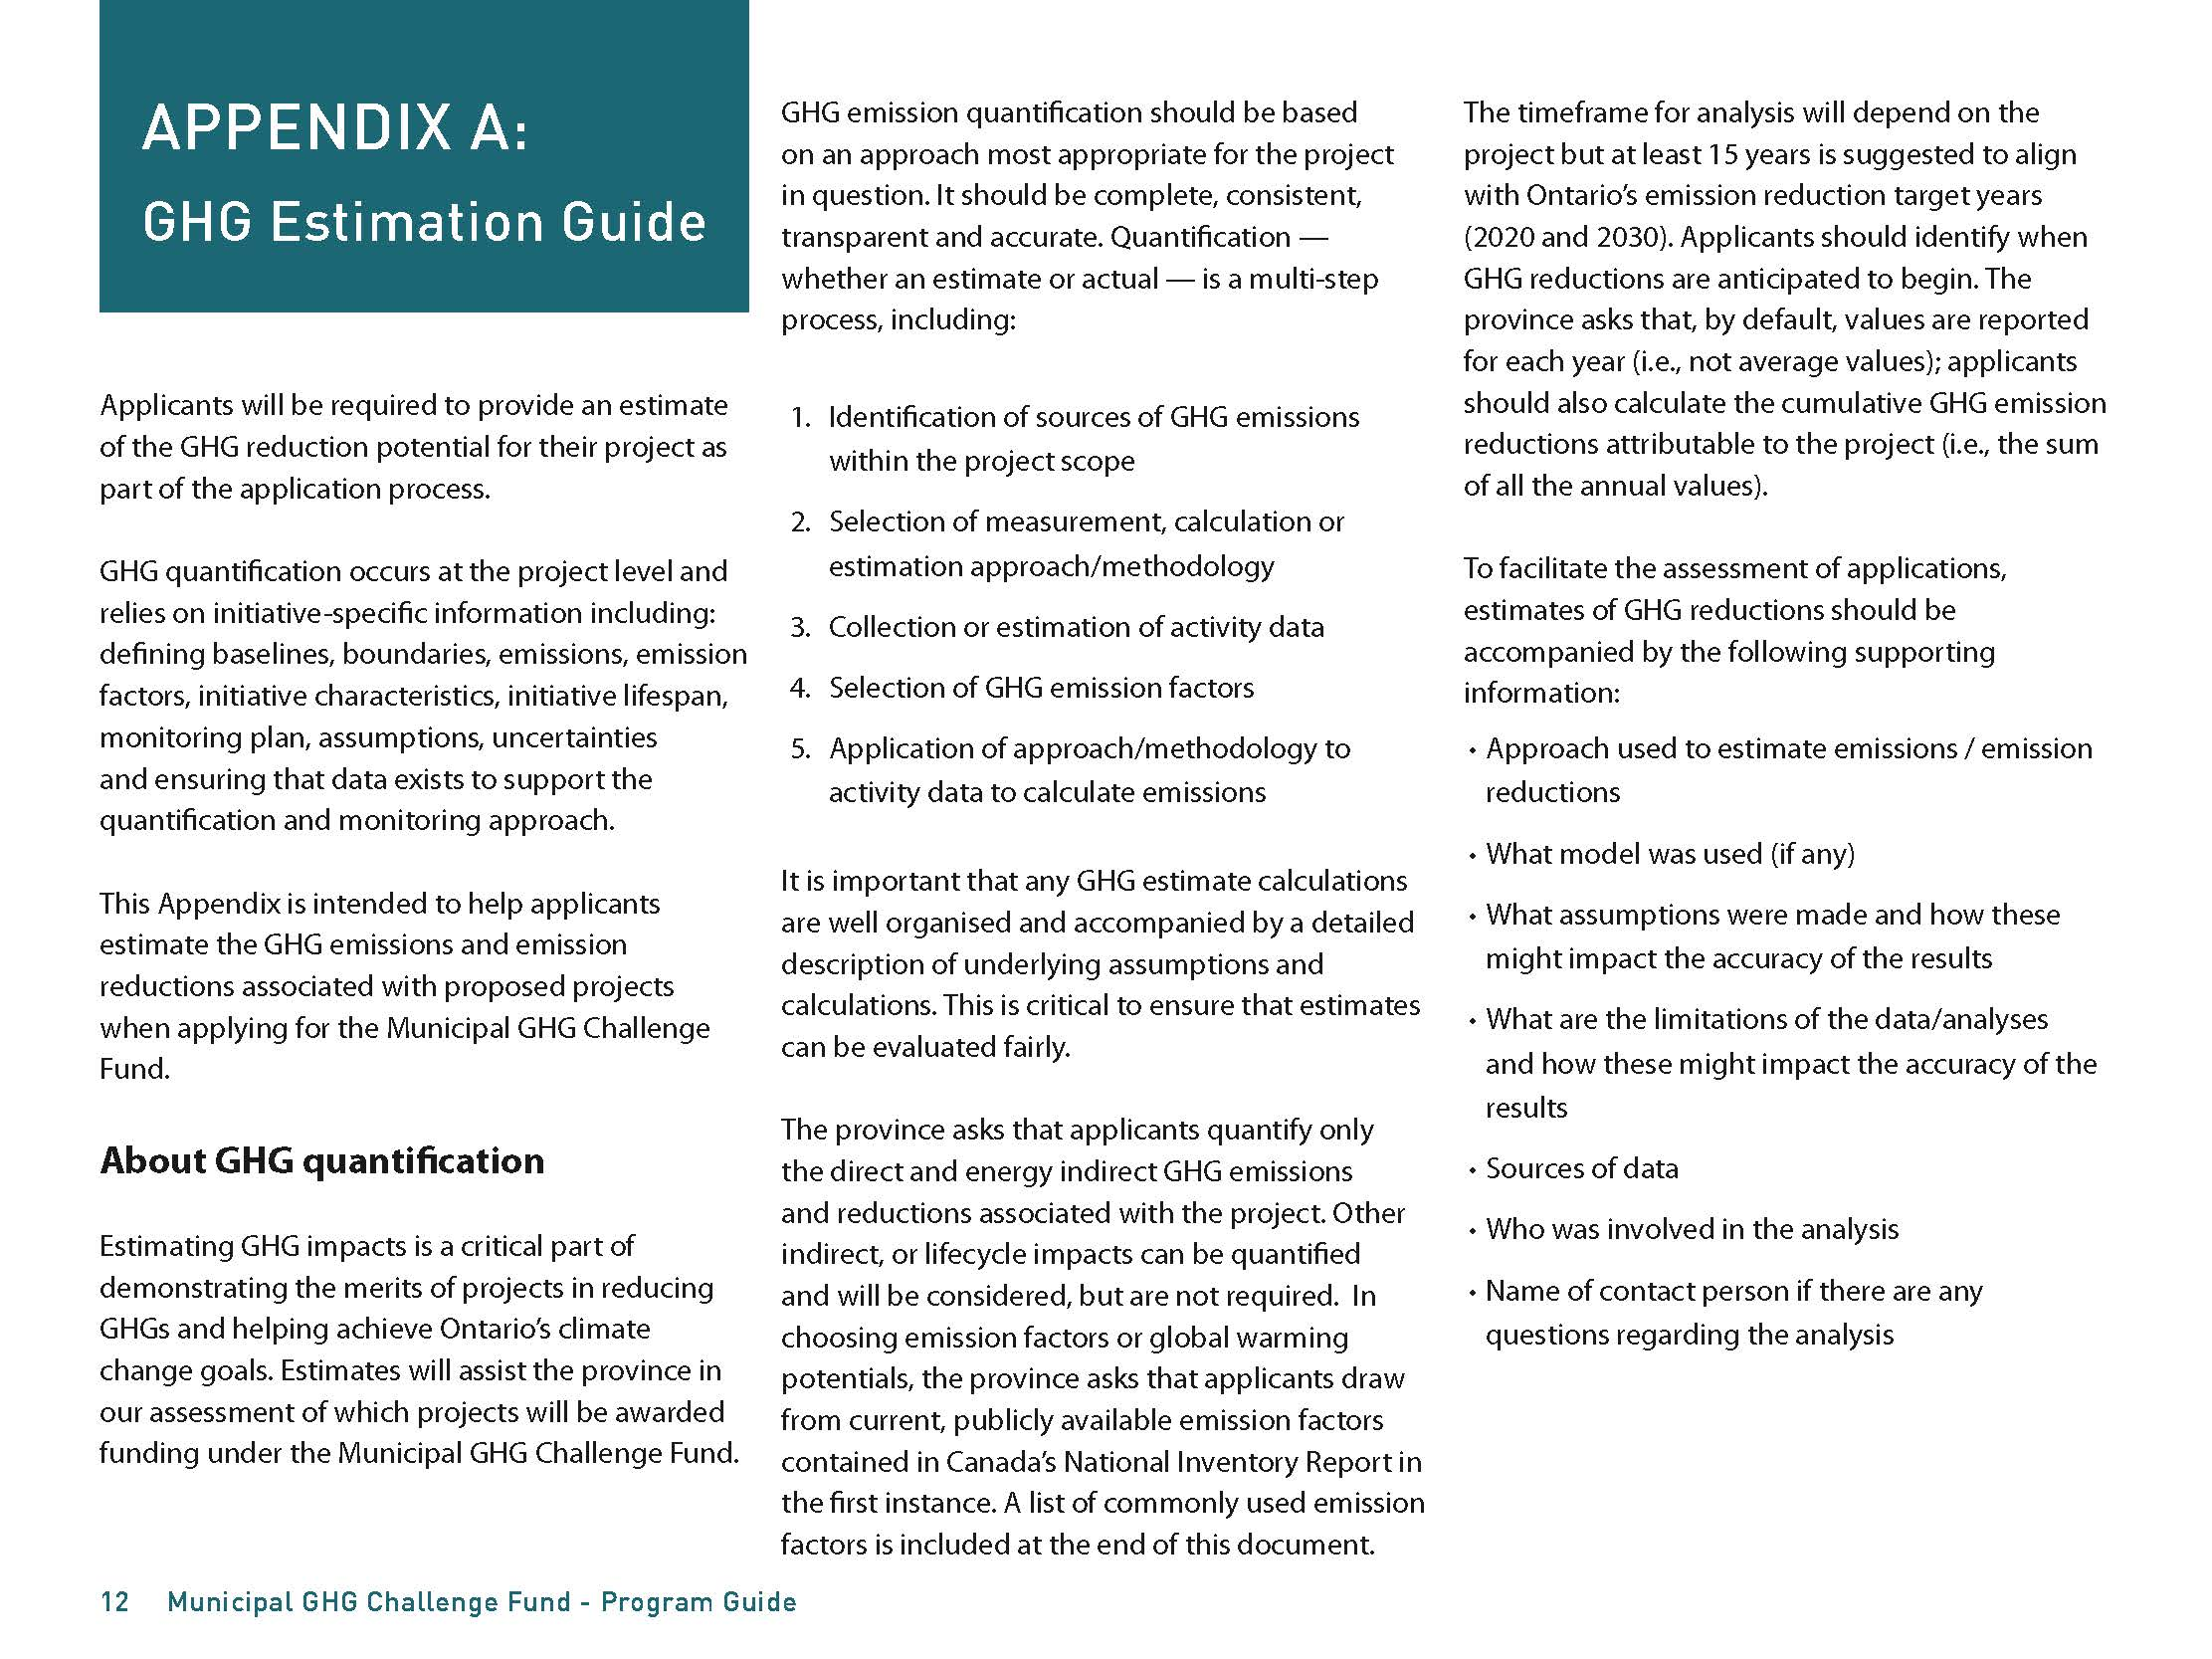 APPENDIX A:
GHG Estimation Guide
Applicants will be required to provide an estimate
of the GHG reduction potential for their project as
part of the application process.
GHG quantification occurs at the project level and
relies on initiative-specific information including:
defining baselines, boundaries, emissions, emission
factors, initiative characteristics, initiative lifespan,
monitoring plan, assumptions, uncertainties
and ensuring that data exists to support the
quantification and monitoring approach.
This Appendix is intended to help applicants
estimate the GHG emissions and emission
reductions associated with proposed projects
when applying for the Municipal GHG Challenge
Fund.
About GHG quantification
Estimating GHG impacts is a critical part of
demonstrating the merits of projects in reducing
GHGs and helping achieve Ontario's climate
change goals. Estimates will assist the province in
our assessment of which projects will be awarded
funding under the Municipal GHG Challenge Fund.
GHG emission quantification should be based
on an approach most appropriate for the project
in question. It should be complete, consistent,
transparent and accurate. Quantification —
whether an estimate or actual — is a multi-step
process, including:
1. Identification of sources of GHG emissions
within the project scope
2. Selection of measurement, calculation or
estimation approach/methodology
3. Collection or estimation of activity data
4. Selection of GHG emission factors
5. Application of approach/methodology to
activity data to calculate emissions
It is important that any GHG estimate calculations
are well organised and accompanied by a detailed
description of underlying assumptions and
calculations. This is critical to ensure that estimates
can be evaluated fairly.
The province asks that applicants quantify only
the direct and energy indirect GHG emissions
and reductions associated with the project. Other
indirect, or lifecycle impacts can be quantified
and will be considered, but are not required. In
choosing emission factors or global warming
potentials, the province asks that applicants draw
from current, publicly available emission factors
contained in Canada's National Inventory Report in
the first instance. A list of commonly used emission
factors is included at the end of this document.
The timeframe for analysis will depend on the
project but at least 15 years is suggested to align
with Ontario's emission reduction target years
(2020 and 2030). Applicants should identify when
GHG reductions are anticipated to begin. The
province asks that, by default, values are reported
for each year (i.e., not average values); applicants
should also calculate the cumulative GHG emission
reductions attributable to the project (i.e., the sum
of all the annual values).
To facilitate the assessment of applications,
estimates of GHG reductions should be
accompanied by the following supporting
information:
• Approach used to estimate emissions / emission
reductions
• What model was used (if any)
• What assumptions were made and how these
might impact the accuracy of the results
• What are the limitations of the data/analyses
and how these might impact the accuracy of the
results
• Sources of data
• Who was involved in the analysis
• Name of contact person if there are any
questions regarding the analysis
12 Municipal GHG Challenge Fund - Program Guide